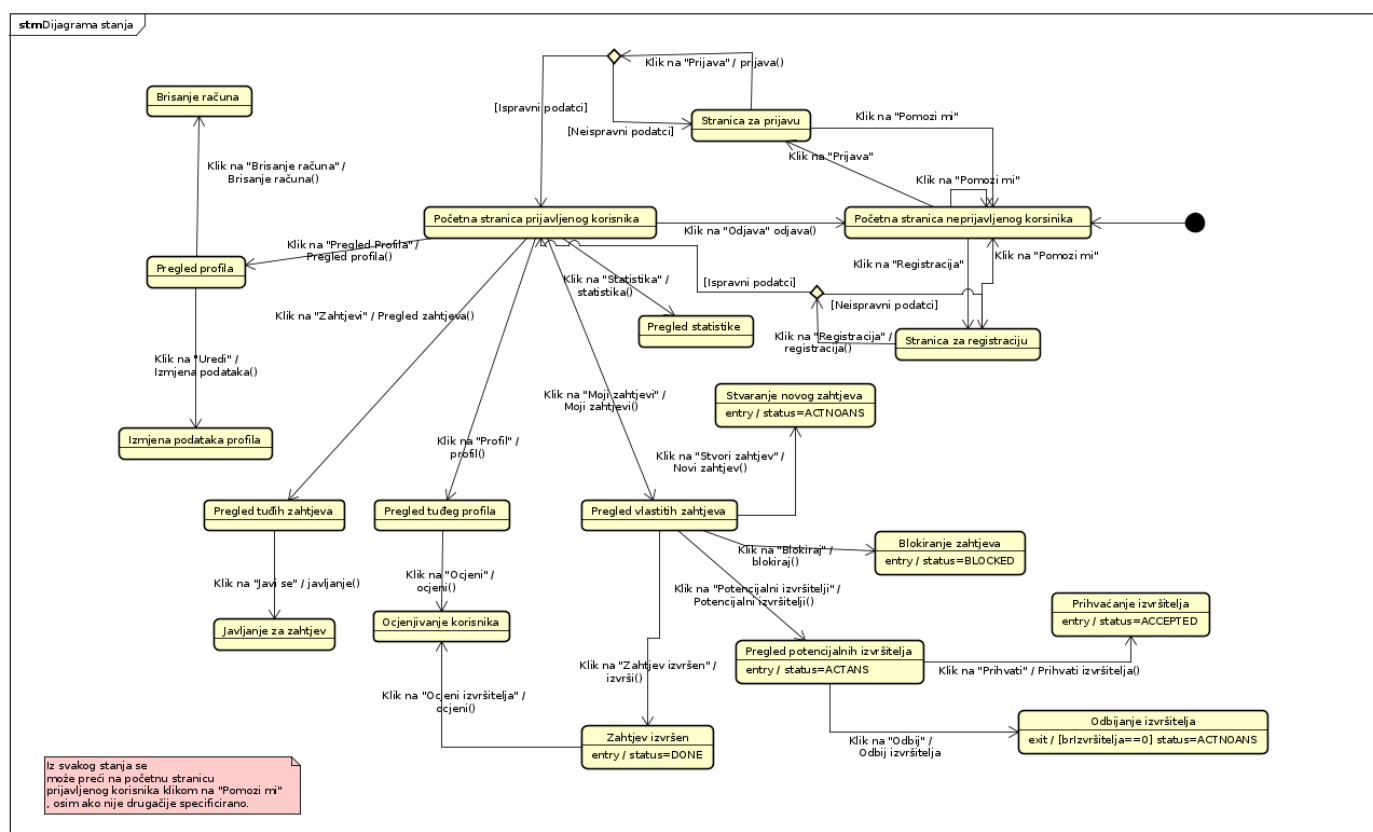 stm Dijagrama stanja
Klik na "Prijava" / prijava()
Brisanje računa
[Ispravni podatci]
Stranica za prijavu
Klik na "Pomozi mi"
[Neispravni podatci]
Klik na "Prijava"
Klik na "Brisanje računa" /
Brisanje računa()
Klik na "Pomozi mi"
Početna stranica prijavljenog korisnika
Početna stranica neprijavljenog korsinika
Klik na "Odjava" odjava()
Klik na "Pregled Profila" /
Pregled profila()
Pregled profila
Klik na "Registracija"
Klik na "Pomozi mi"
Klik na "Statistika" /
statistika()
[Ispravni podatci]
[Neispravni podatci]
Klik na "Zahtjevi" / Pregled zahtjeva()
Pregled statistike
Klik na "Registracija" /
registracija()
Stranica za registraciju
Klik na "Uredi" /
Izmjena podataka()
Klik na "Moji zahtjevi" /
Moji zahtjevi()
Stvaranje novog zahtjeva
entry / status=ACTNOANS
Izmjena podataka profila
Klik na "Profil" /
profil()
Klik na "Stvori zahtjev" /
Novi zahtjev()
Pregled tuđih zahtjeva
Pregled tuđeg profila
Pregled vlastitih zahtjeva
Blokiranje zahtjeva
entry / status=BLOCKED
Klik na "Blokiraj" /
blokiraj()
Klik na "Javi se" / javljanje()
Klik na "Ocjeni" /
ocjeni()
Klik na "Potencijalni izvršitelji" /
Potencijalni izvršitelji()
Prihvaćanje izvršitelja
entry / status=ACCEPTED
Javljanje za zahtjev
Ocjenjivanje korisnika
Pregled potencijalnih izvršitelja
entry / status=ACTANS
Klik na "Zahtjev izvršen" /
izvrši()
Klik na "Prihvati" / Prihvati izvršitelja()
Klik na "Ocjeni izvršitelja" /
ocjeni()
Odbijanje izvršitelja
exit / [brIzvršitelja==0] status=ACTNOANS
Zahtjev izvršen
entry / status=DONE
Klik na "Odbij" /
Odbij izvršitelja
Iz svakog stanja se
može preći na početnu stranicu
prijavljenog korisnika klikom na "Pomozi mi"
, osim ako nije drugačije specificirano.